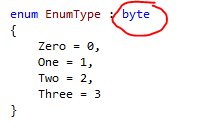 enum EnumType : byte
{
    Zero = 0,
    One = 1,
    Two = 2,
    Three = 3
}